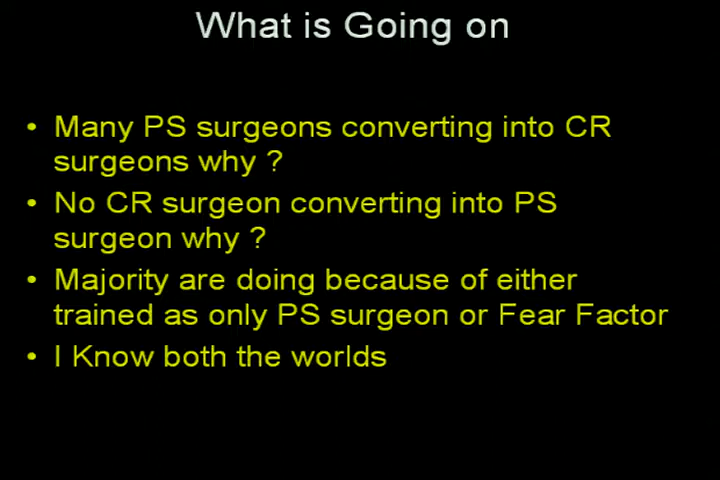 What is Going on
• Many PS surgeons converting into CR
surgeons why ?
• No CR surgeon converting into PS
surgeon why ?
• Majority are doing because of either
trained as only PS surgeon or Fear Factor
• I Know both the worlds